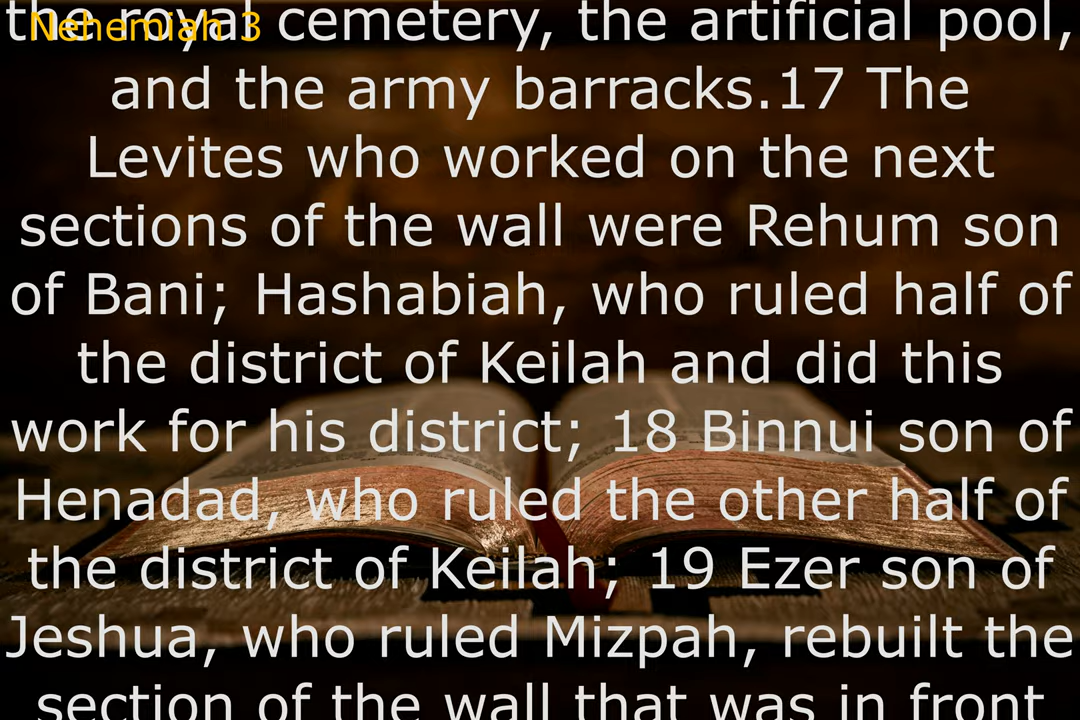 Nehemiah 3
the royal cemetery, the artificial pool,
and the army barracks.17 The
Levites who worked on the next
sections of the wall were Rehum son
of Bani; Hashabiah, who ruled half of
the district of Keilah and did this
work for his district; 18 Binnui son of
Henadad, who ruled the other half of
the district of Keilah; 19 Ezer son of
Jeshua, who ruled Mizpah, rebuilt the
section of the wall that was in front